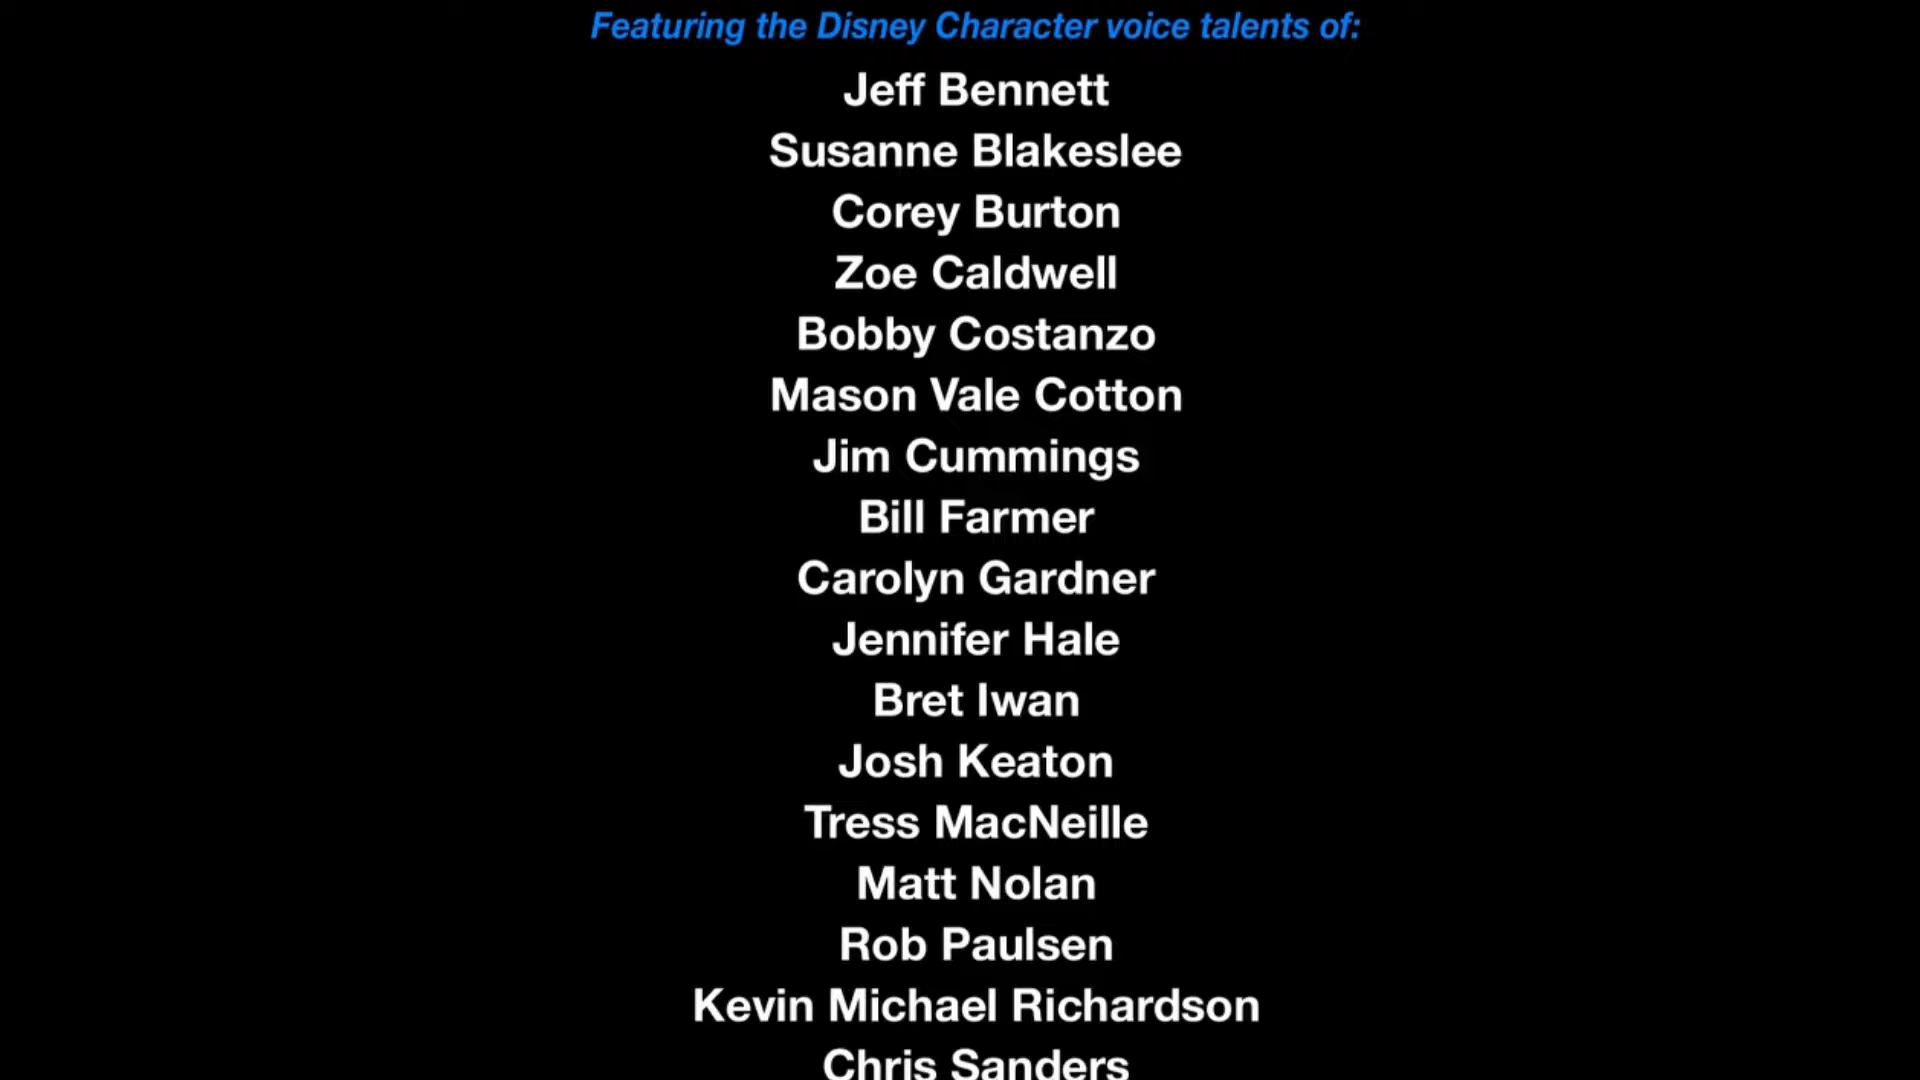 Featuring the Disney Character voice talents of:
Jeff Bennett
Susanne Blakeslee
Corey Burton
Zoe Caldwell
Bobby Costanzo
Mason Vale Cotton
Jim Cummings
Bill Farmer
Carolyn Gardner
Jennifer Hale
Bret Iwan
Josh Keaton
Tress MacNeille
Matt Nolan
Rob Paulsen
Kevin Michael Richardson
Chris Sanders